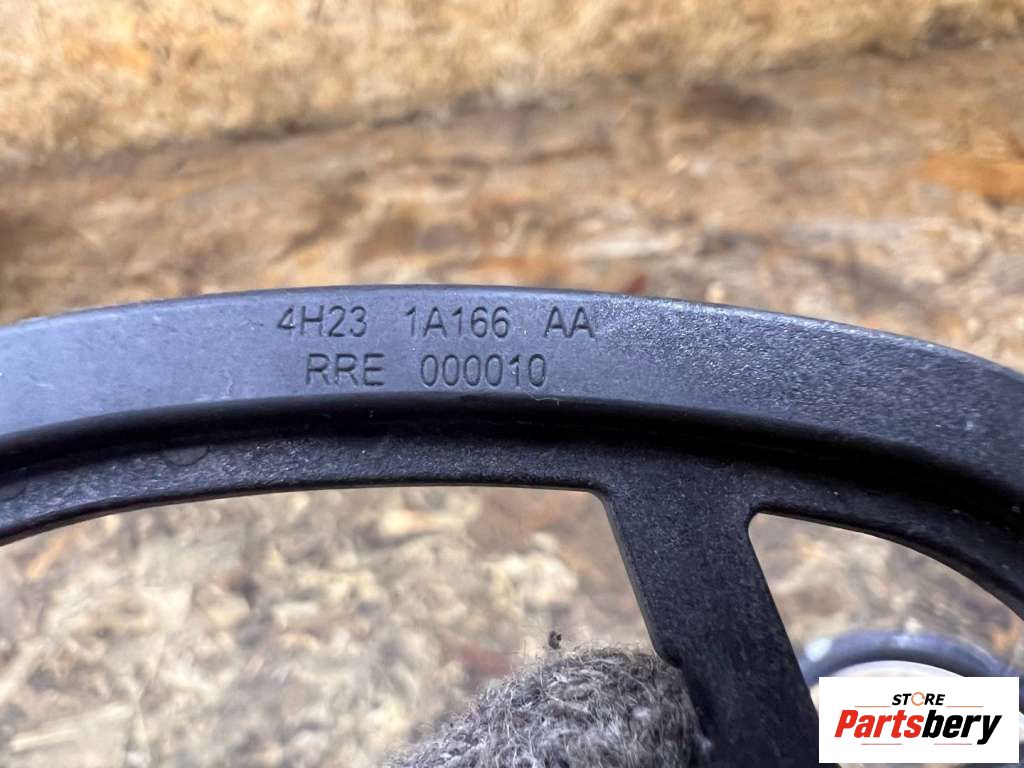 4H23 1A166 AA
RRE 000010
STORE
Partsbery